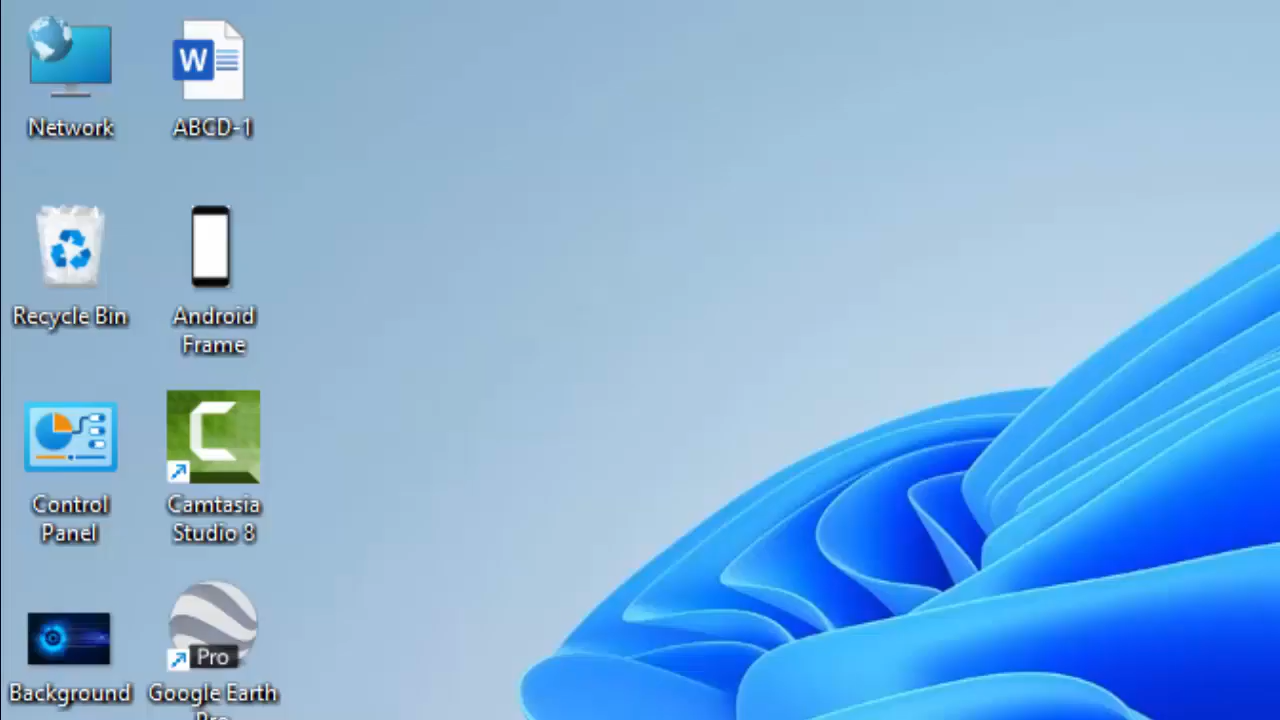 Network
ABCD-1
Recycle Bin
Android
Frame
Control
Panel
Camtasia
Studio 8
Background
Google Earth
Pro
W
C
Pro